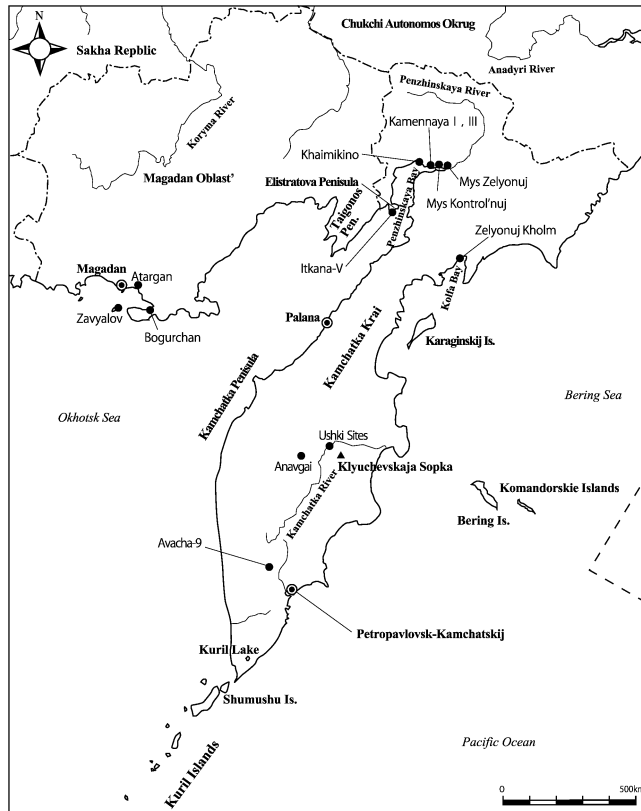 N
Chukchi Autonomos Okrug
Sakha Repblic
Anadyri River
Penzhinskaya River
Koryma River
Kamennaya I , III
Khaimikino
Magadan Oblast'
Mys Zelyonuj
Elistratova Penisula
Mys Kontrol'nuj
Penzhinskaya Bay
Taigonos
Pen.
Zelyonuj Kholm
Itkana-V
Magadan
Atargan
Kolfa Bay
Zavyalov
Bogurchan
Palana
Kamchatka Krai
Karaginskij Is.
Kamchatka Penisula
Bering Sea
Okhotsk Sea
Ushki Sites
Anavgai
Klyuchevskaja Sopka
Kamchatka River
Komandorskie Islands
Bering Is.
Avacha-9
Petropavlovsk-Kamchatskij
Kuril Lake
Shumushu Is.
Kuril Islands
Pacific Ocean
0 500km